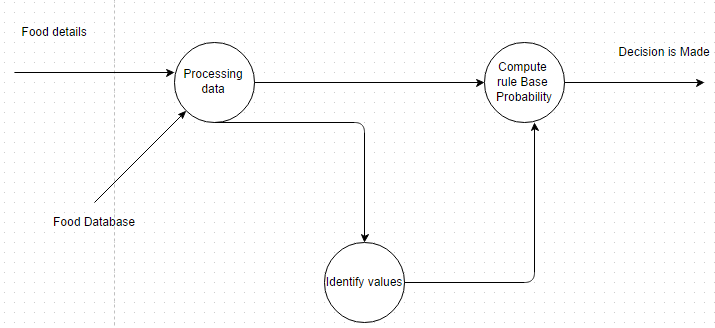 Food details
Decision is Made
Processing
data
Compute
rule Base
Probability
Food Database
Identify values